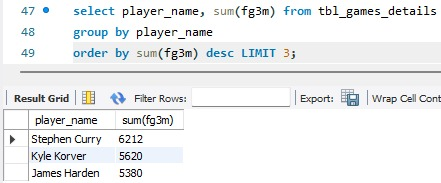 47 select player_name, sum(fg3m) from tbl_games_details
48 group by player_name
49 order by sum(fg3m) desc LIMIT 3;
Result Grid Filter Rows: Export: Wrap Cell Cont
player_name sum(fg3m)
Stephen Curry 6212
Kyle Korver 5620
James Harden 5380